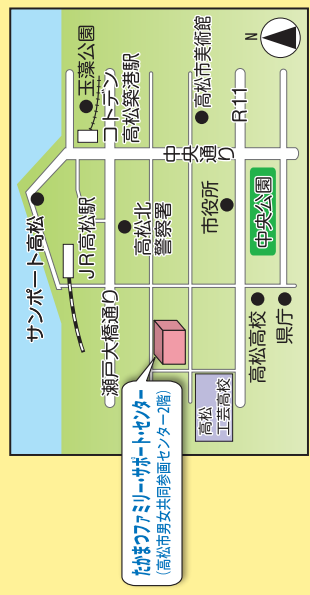 玉藻公園
コトデン
高松築港駅
高松市美術館
N
R11
中央通り
サンポート高松
JR高松駅
高松北
警察署
市役所
中央公園
瀬戸大橋通り
高松高校
県庁
高松
工芸高校
たかまつファミリー・サポート・センター
(高松市男女共同参画センター2階)